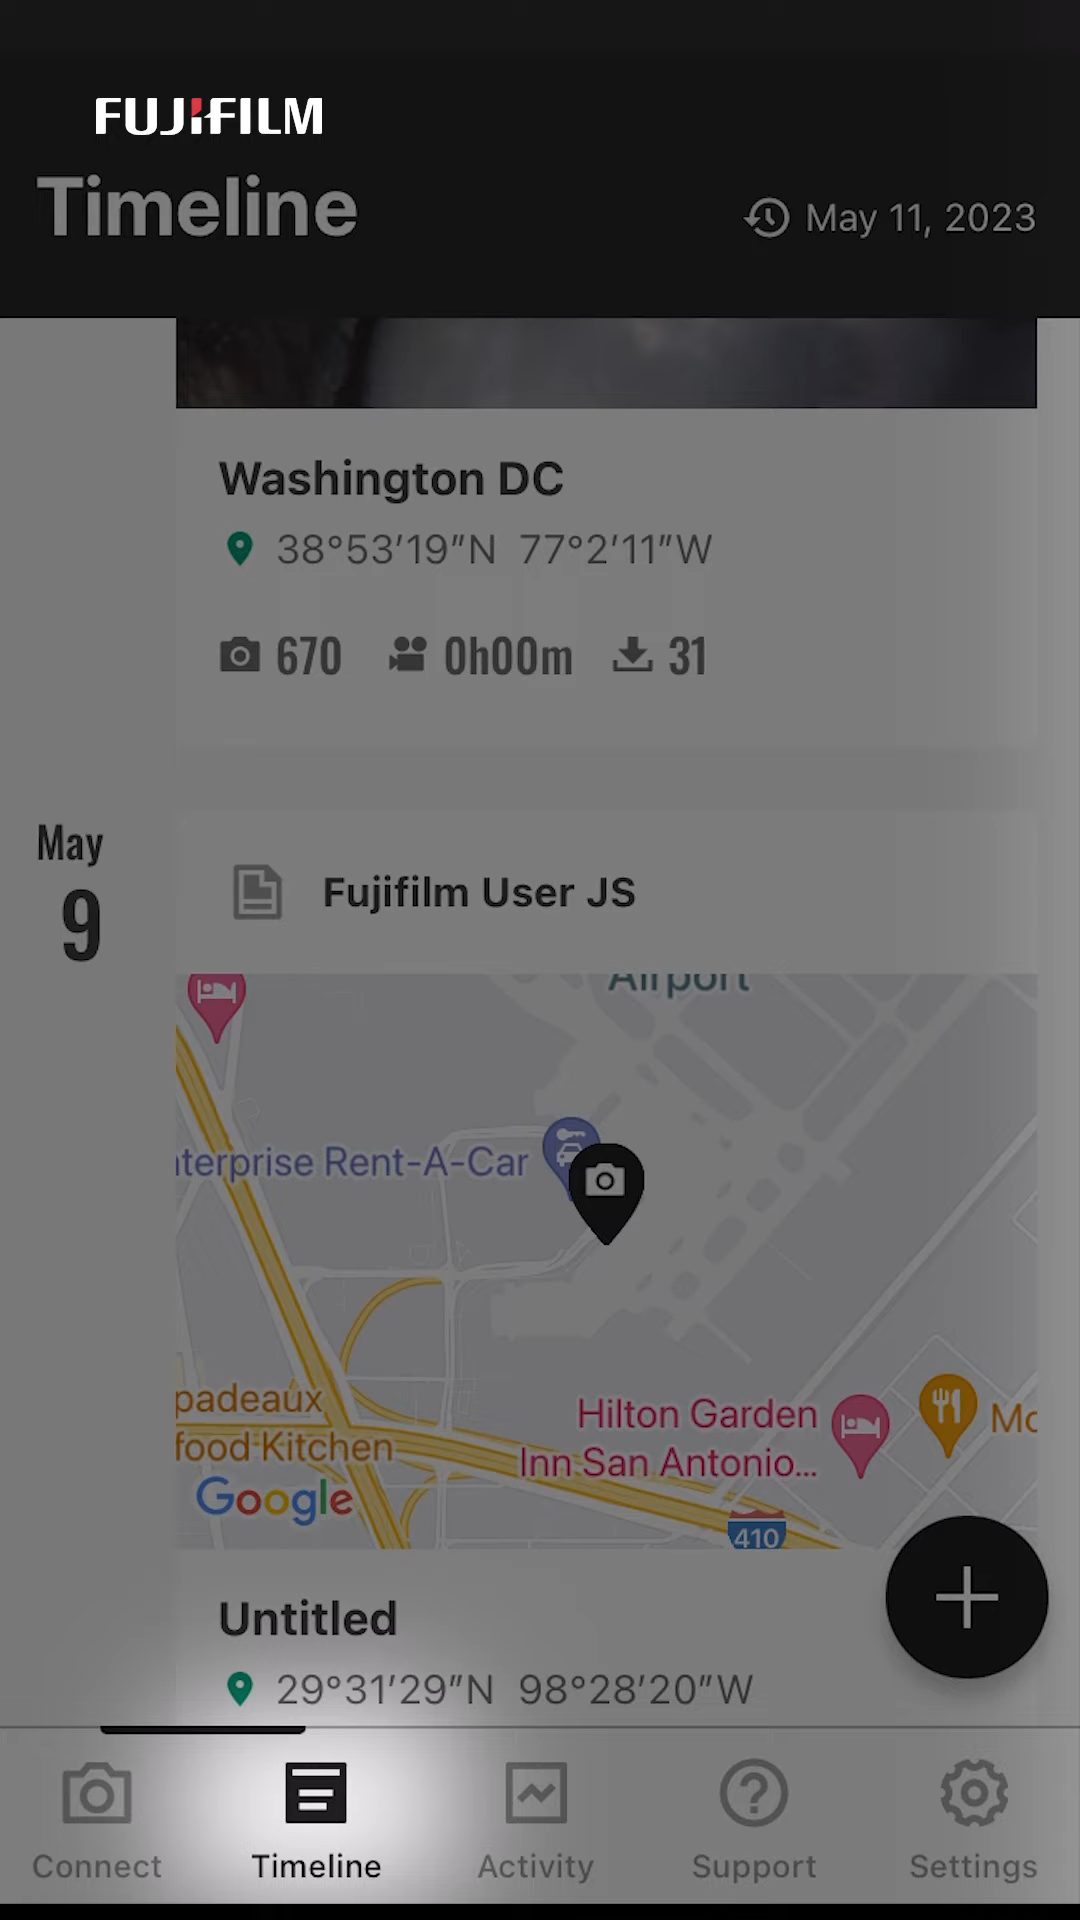 FUJIFILM
Timeline
May 11, 2023
Washington DC
38°53′19″N 77°2′11″W
670 0h00m 31
May
9
Fujifilm User JS
Airport
terprise Rent-A-Car
padeaux
food Kitchen
Hilton Garden
Inn San Antonio...
Mc
Google
410
Untitled
29°31′29″N 98°28′20″W
Connect Timeline Activity Support Settings